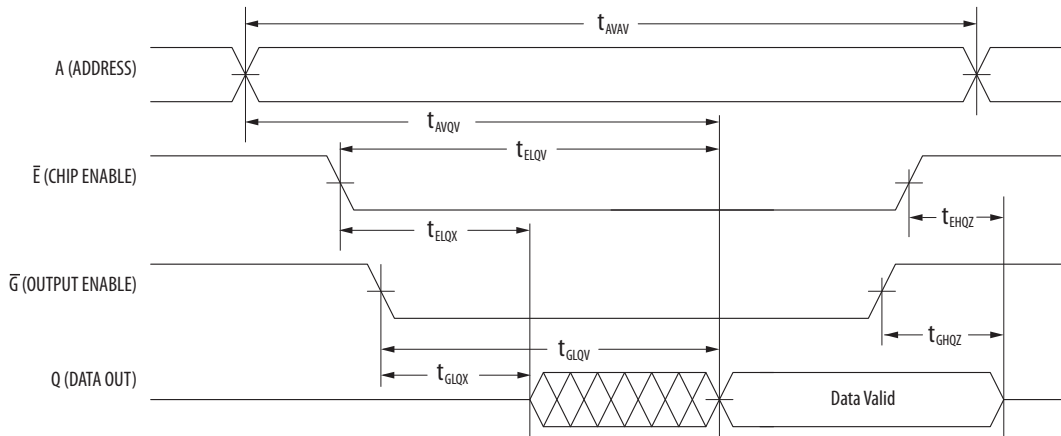 tAVAV
A (ADDRESS)
tAVQV
tELQV
Ē (CHIP ENABLE)
tELQX
tEHQZ
G̅ (OUTPUT ENABLE)
tGHQZ
tGLQV
tGLQX
Q (DATA OUT)
Data Valid